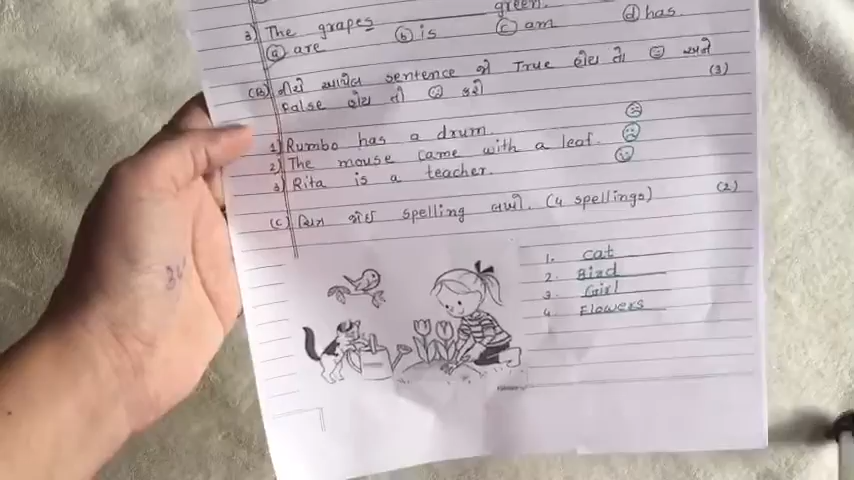 3) The grapes ______ green.
ⓐ are ⓑ is ⓒ am ⓓ has.
(B) નીચે આપેલ sentence જો True હોય તો ☺ અને
False હોય તો ☹ કરો (3)
1) Rumbo has a drum. ☹
2) The mouse came with a leaf. ☹
3) Rita is a teacher. ☺
(C) ચિત્ર જોઈ spelling લખો. (4 spellings) (2)
1. Cat
2. Bird
3. Girl
4. Flowers